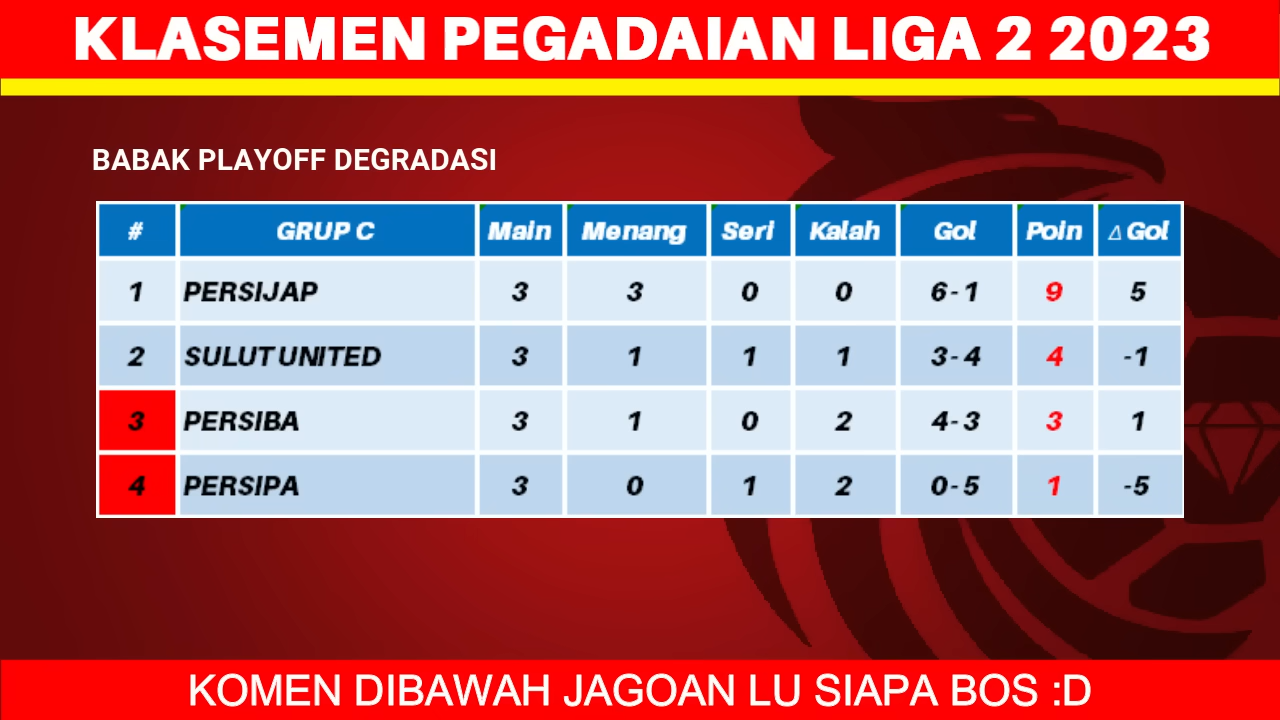 KLASEMEN PEGADAIAN LIGA 2 2023
BABAK PLAYOFF DEGRADASI
# GRUP C Main Menang Seri Kalah Gol Poin Δ Gol
1 PERSIJAP 3 3 0 0 6-1 9 5
2 SULUT UNITED 3 1 1 1 3-4 4 -1
3 PERSIBA 3 1 0 2 4-3 3 1
4 PERSIPA 3 0 1 2 0-5 1 -5
KOMEN DIBAWAH JAGOAN LU SIAPA BOS :D